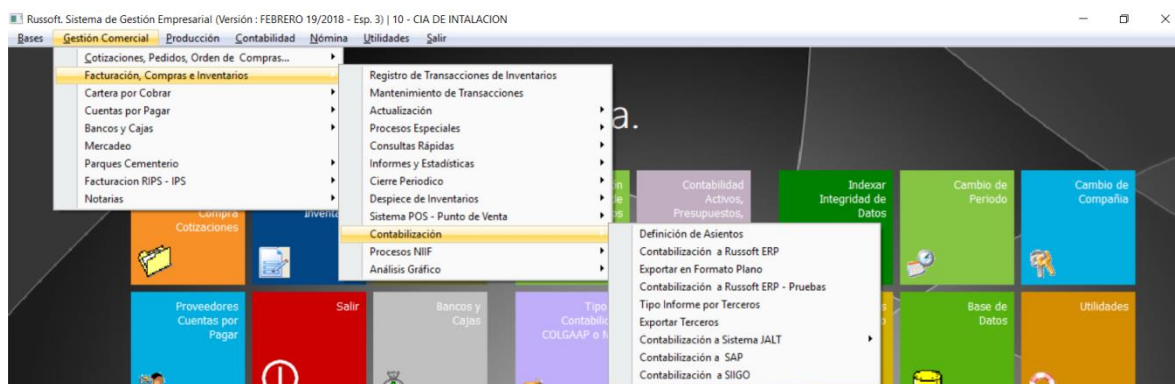 Russoft. Sistema de Gestión Empresarial (Versión : FEBRERO 19/2018 - Esp. 3) | 10 - CIA DE INTALACION
Bases Gestión Comercial Producción Contabilidad Nómina Utilidades Salir
Cotizaciones, Pedidos, Orden de Compras...
Facturación, Compras e Inventarios
Cartera por Cobrar
Cuentas por Pagar
Bancos y Cajas
Mercadeo
Parques Cementerio
Facturacion RIPS - IPS
Notarias
Registro de Transacciones de Inventarios
Mantenimiento de Transacciones
Actualización
Procesos Especiales
Consultas Rápidas
Informes y Estadísticas
Cierre Periodico
Despiece de Inventarios
Sistema POS - Punto de Venta
Contabilización
Procesos NIIF
Análisis Gráfico
Definición de Asientos
Contabilización a Russoft ERP
Exportar en Formato Plano
Contabilización a Russoft ERP - Pruebas
Tipo Informe por Terceros
Exportar Terceros
Contabilización a Sistema JALT
Contabilización a SAP
Contabilización a SIIGO
a.
Contabilidad
Activos,
Presupuestos,
Indexar
Integridad de
Datos
Cambio de
Periodo
Cambio de
Compañia
Compra
Cotizaciones
Proveedores
Cuentas por
Pagar
Salir
Bancos y
Cajas
Tipo
COLGAAP o
Base de
Datos
Utilidades